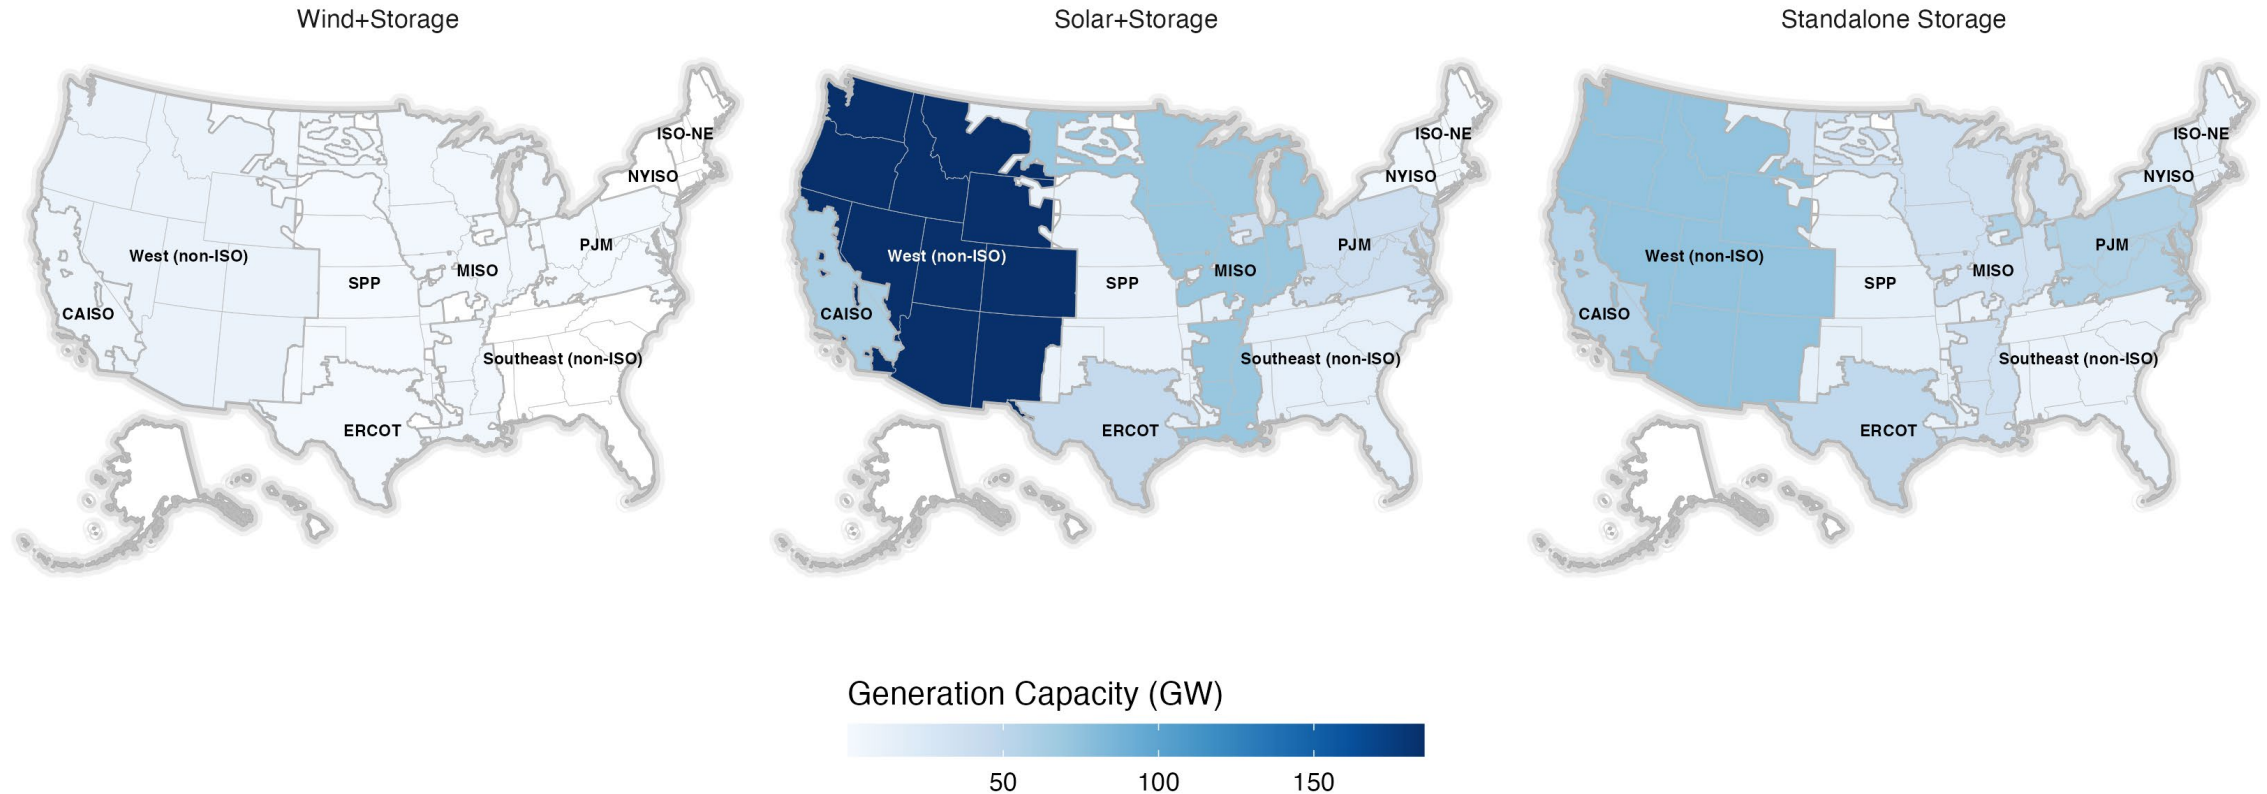 Wind+Storage
ISO-NE
NYISO
PJM
West (non-ISO)
MISO
SPP
CAISO
Southeast (non-ISO)
ERCOT
Solar+Storage
ISO-NE
NYISO
PJM
West (non-ISO)
MISO
SPP
CAISO
Southeast (non-ISO)
ERCOT
Standalone Storage
ISO-NE
NYISO
PJM
West (non-ISO)
MISO
SPP
CAISO
Southeast (non-ISO)
ERCOT
Generation Capacity (GW)
50 100 150